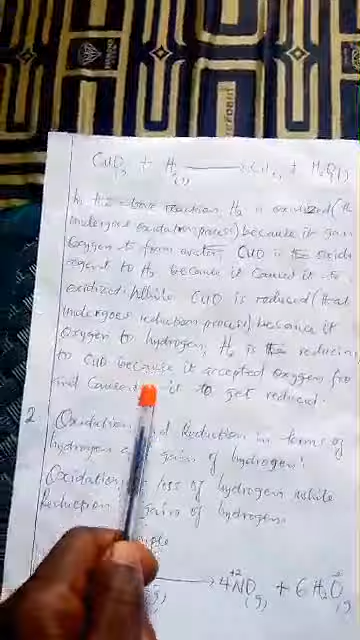 CuO(s) + H2(g) → Cu(s) + H2O(l)
In the above reaction H2 is oxidized (tha
undergoes oxidation process) because it gain
oxygen to form water. CuO is the oxidi
agent to H2 because it caused it to
oxidized. While CuO is reduced (that
undergoes reduction process) because it
oxygen to hydrogen, H2 is the reducin
to CuO because it accepted oxygen fro
and caused it to get reduced.
2. Oxidation and Reduction in terms of
hydrogen gain of hydrogen:
Oxidation loss of hydrogen while
Reduction gains of hydrogen
→ 4NO(g) + 6H2O(g